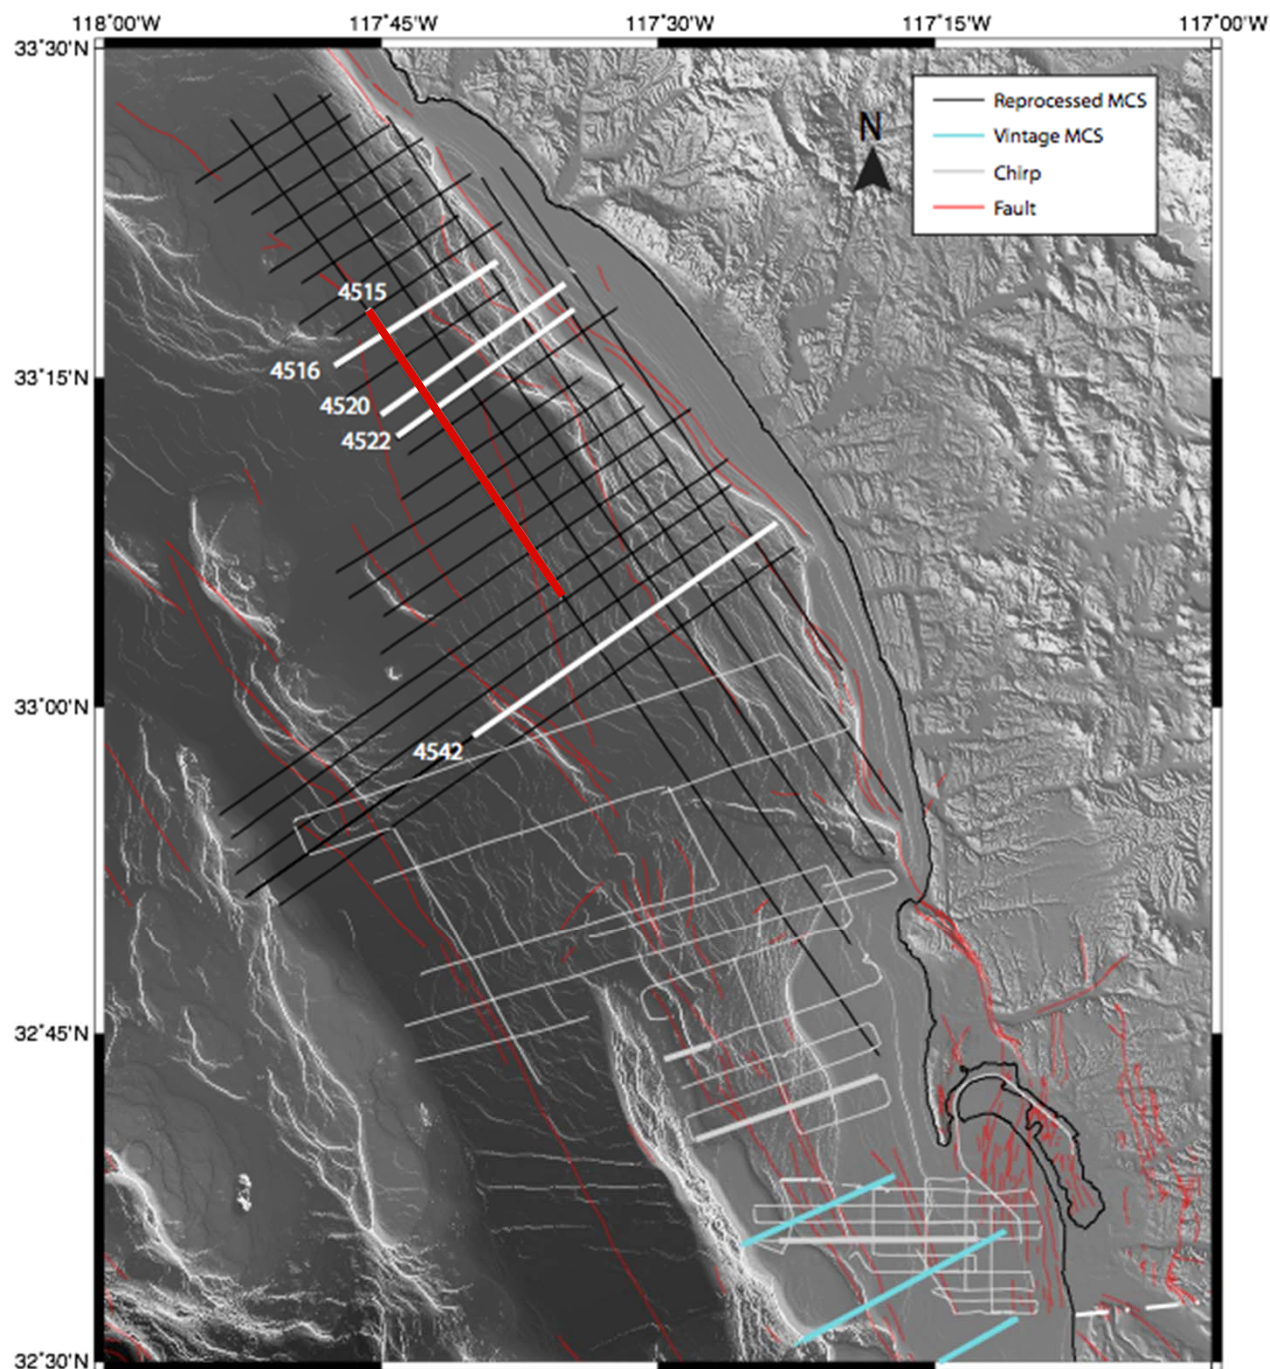 118°00'W 117°45'W 117°30'W 117°15'W 117°00'W
33°30'N
Reprocessed MCS
Vintage MCS
Chirp
Fault
N
4515
4516
33°15'N
4520
4522
33°00'N
4542
32°45'N
32°30'N